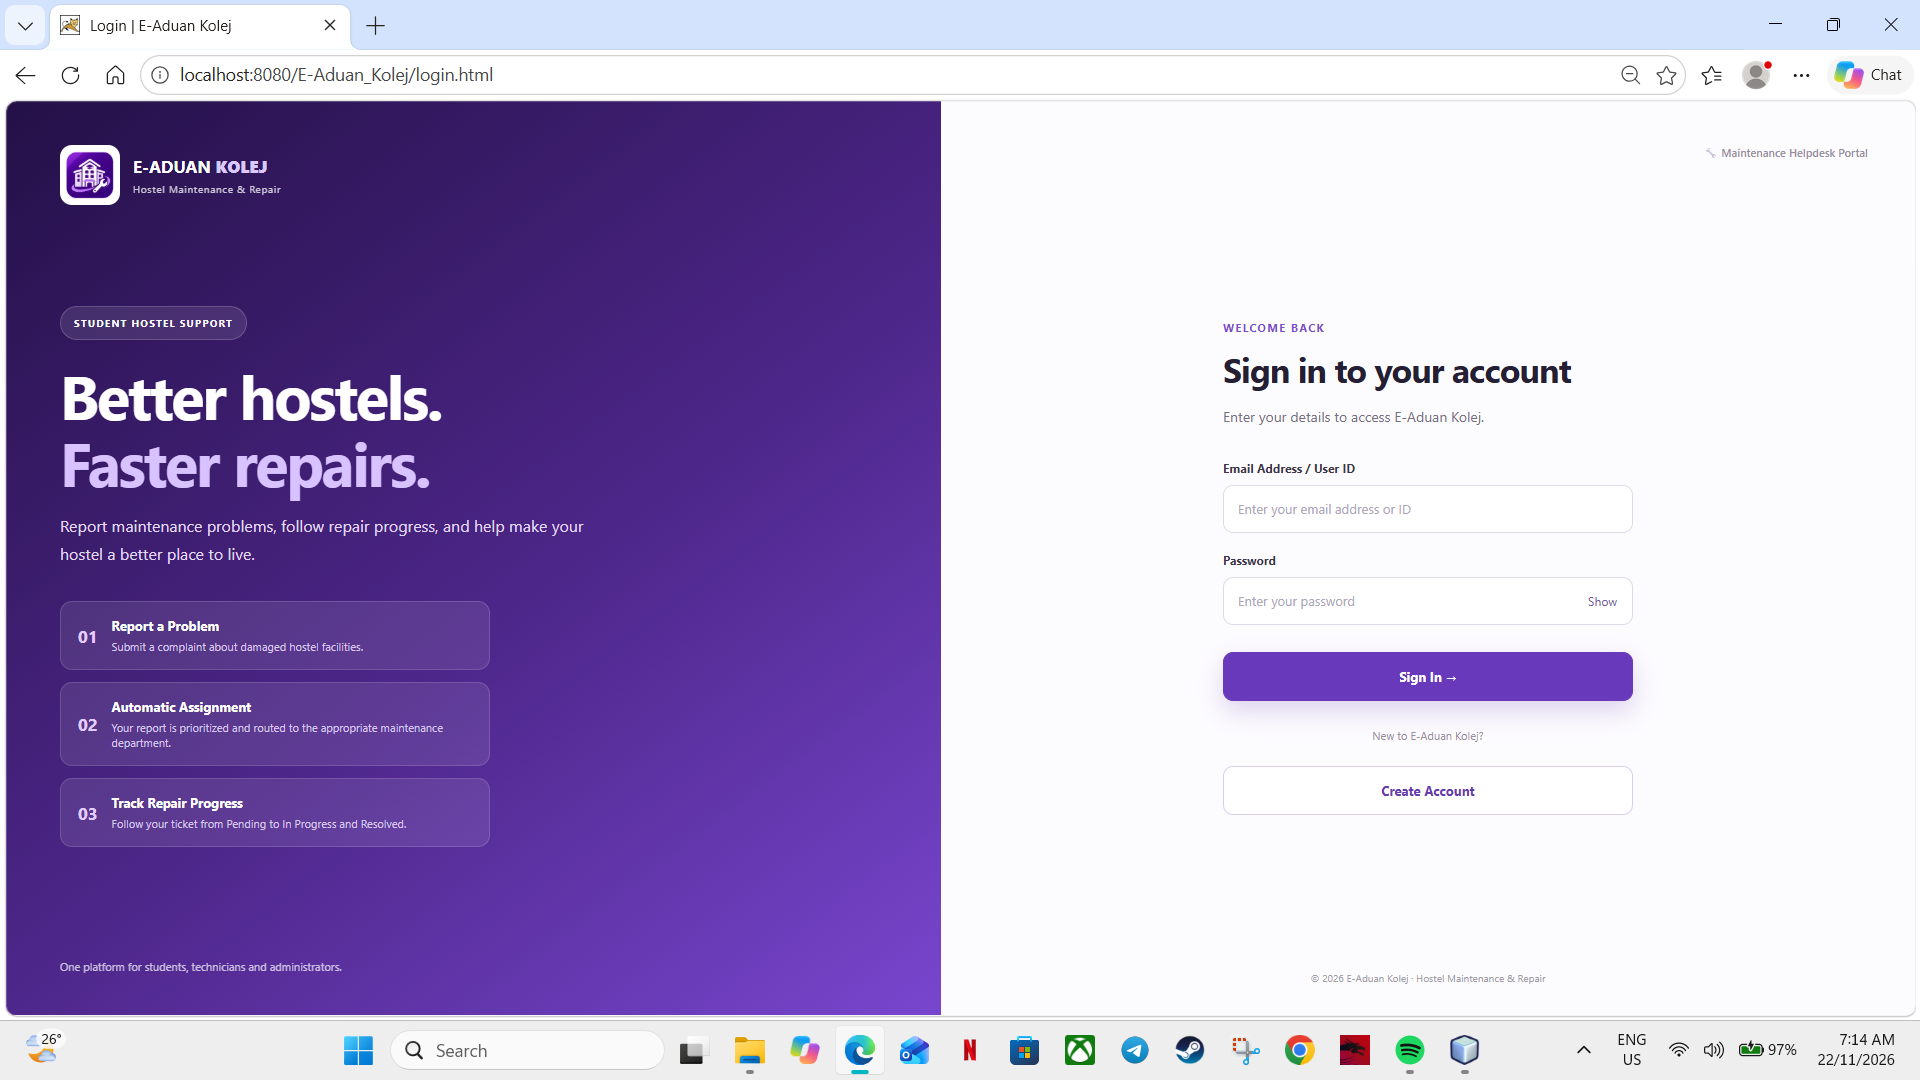 Login | E-Aduan Kolej
localhost:8080/E-Aduan_Kolej/login.html
Chat
E-ADUAN KOLEJ
Hostel Maintenance & Repair
STUDENT HOSTEL SUPPORT
Better hostels.
Faster repairs.
Report maintenance problems, follow repair progress, and help make your
hostel a better place to live.
01
Report a Problem
Submit a complaint about damaged hostel facilities.
02
Automatic Assignment
Your report is prioritized and routed to the appropriate maintenance
department.
03
Track Repair Progress
Follow your ticket from Pending to In Progress and Resolved.
One platform for students, technicians and administrators.
Maintenance Helpdesk Portal
WELCOME BACK
Sign in to your account
Enter your details to access E-Aduan Kolej.
Email Address / User ID
Enter your email address or ID
Password
Enter your password
Show
Sign In →
New to E-Aduan Kolej?
Create Account
© 2026 E-Aduan Kolej · Hostel Maintenance & Repair
26°
Search
ENG
US
97%
7:14 AM
22/11/2026